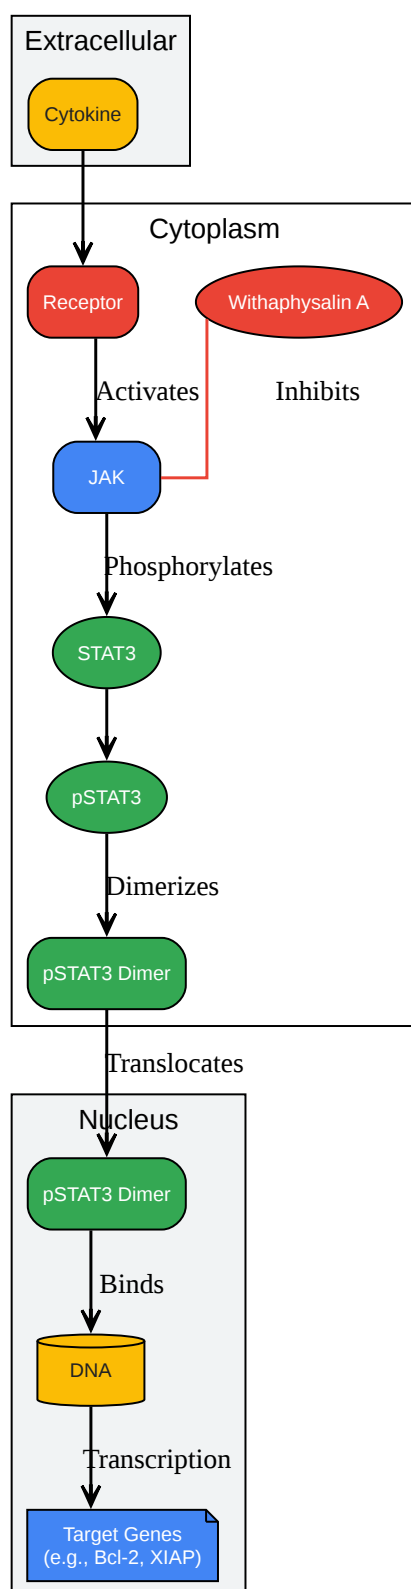 Extracellular
Cytokine
Cytoplasm
Receptor
Withaphysalin A
Activates
Inhibits
JAK
Phosphorylates
STAT3
pSTAT3
Dimerizes
pSTAT3 Dimer
Translocates
Nucleus
pSTAT3 Dimer
Binds
DNA
Transcription
Target Genes
(e.g., Bcl-2, XIAP)